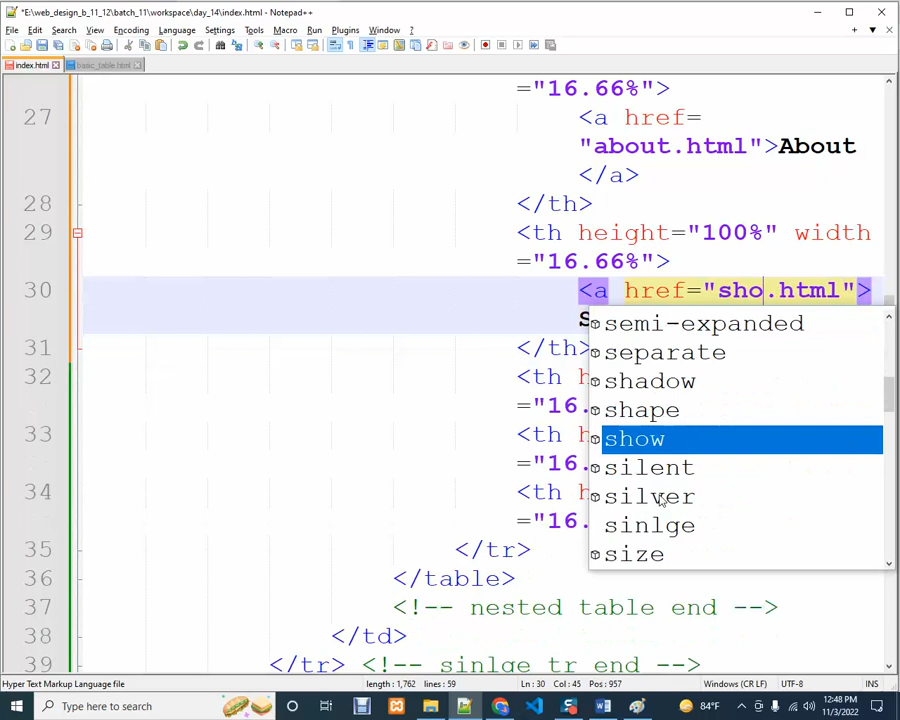 *E:\web_design_b_11_12\batch_11\workspace\day_14\index.html - Notepad++
File Edit Search View Encoding Language Settings Tools Macro Run Plugins Window ?
index.html basic_table.html
="16.66%">
27 <a href=
"about.html">About
</a>
28 </th>
29 <th height="100%" width
="16.66%">
30 <a href="sho.html">
S
semi-expanded
31 </th>
separate
32 <th h
shadow
="16.
shape
33 <th h
show
="16.
silent
34 <th h
silver
="16.
sinlge
35 </tr>
size
36 </table>
37 <!-- nested table end -->
38 </td>
39 </tr> <!-- sinlge tr end -->
Hyper Text Markup Language file length : 1,762 lines : 59 Ln : 30 Col : 45 Pos : 957 Windows (CR LF) UTF-8 INS
Type here to search 84°F 12:48 PM
11/3/2022